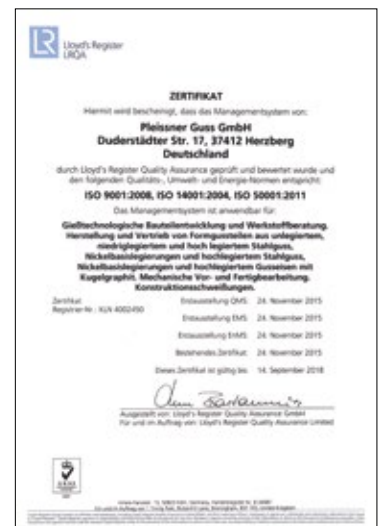 LR
Lloyd's Register
LRQA
ZERTIFIKAT
Hiermit wird bescheinigt, dass das Managementsystem von:
Pleissner Guss GmbH
Duderstädter Str. 17, 37412 Herzberg
Deutschland
durch Lloyd's Register Quality Assurance geprüft und bewertet wurde und
den folgenden Qualitäts-, Umwelt- und Energie-Normen entspricht:
ISO 9001:2008, ISO 14001:2004, ISO 50001:2011
Das Managementsystem ist anwendbar für:
Gießtechnologische Bauteilentwicklung und Werkstoffberatung.
Herstellung und Vertrieb von Formgussteilen aus unlegiertem,
niedriglegiertem und hoch legiertem Stahlguss,
Nickelbasislegierungen und hochlegiertem Stahlguss,
Nickelbasislegierungen und hochlegiertem Gusseisen mit
Kugelgraphit. Mechanische Vor- und Fertigbearbeitung.
Konstruktionsschweißungen.
Zertifikat Erstausstellung QMS: 24. November 2015
Registrier-Nr.: KLN 4002450
Erstausstellung EMS: 24. November 2015
Erstausstellung EnMS: 24. November 2015
Bestehendes Zertifikat: 24. November 2015
Dieses Zertifikat ist gültig bis: 14. September 2018
Ausgestellt von: Lloyd's Register Quality Assurance GmbH
Für und im Auftrag von: Lloyd's Register Quality Assurance Limited
UKAS